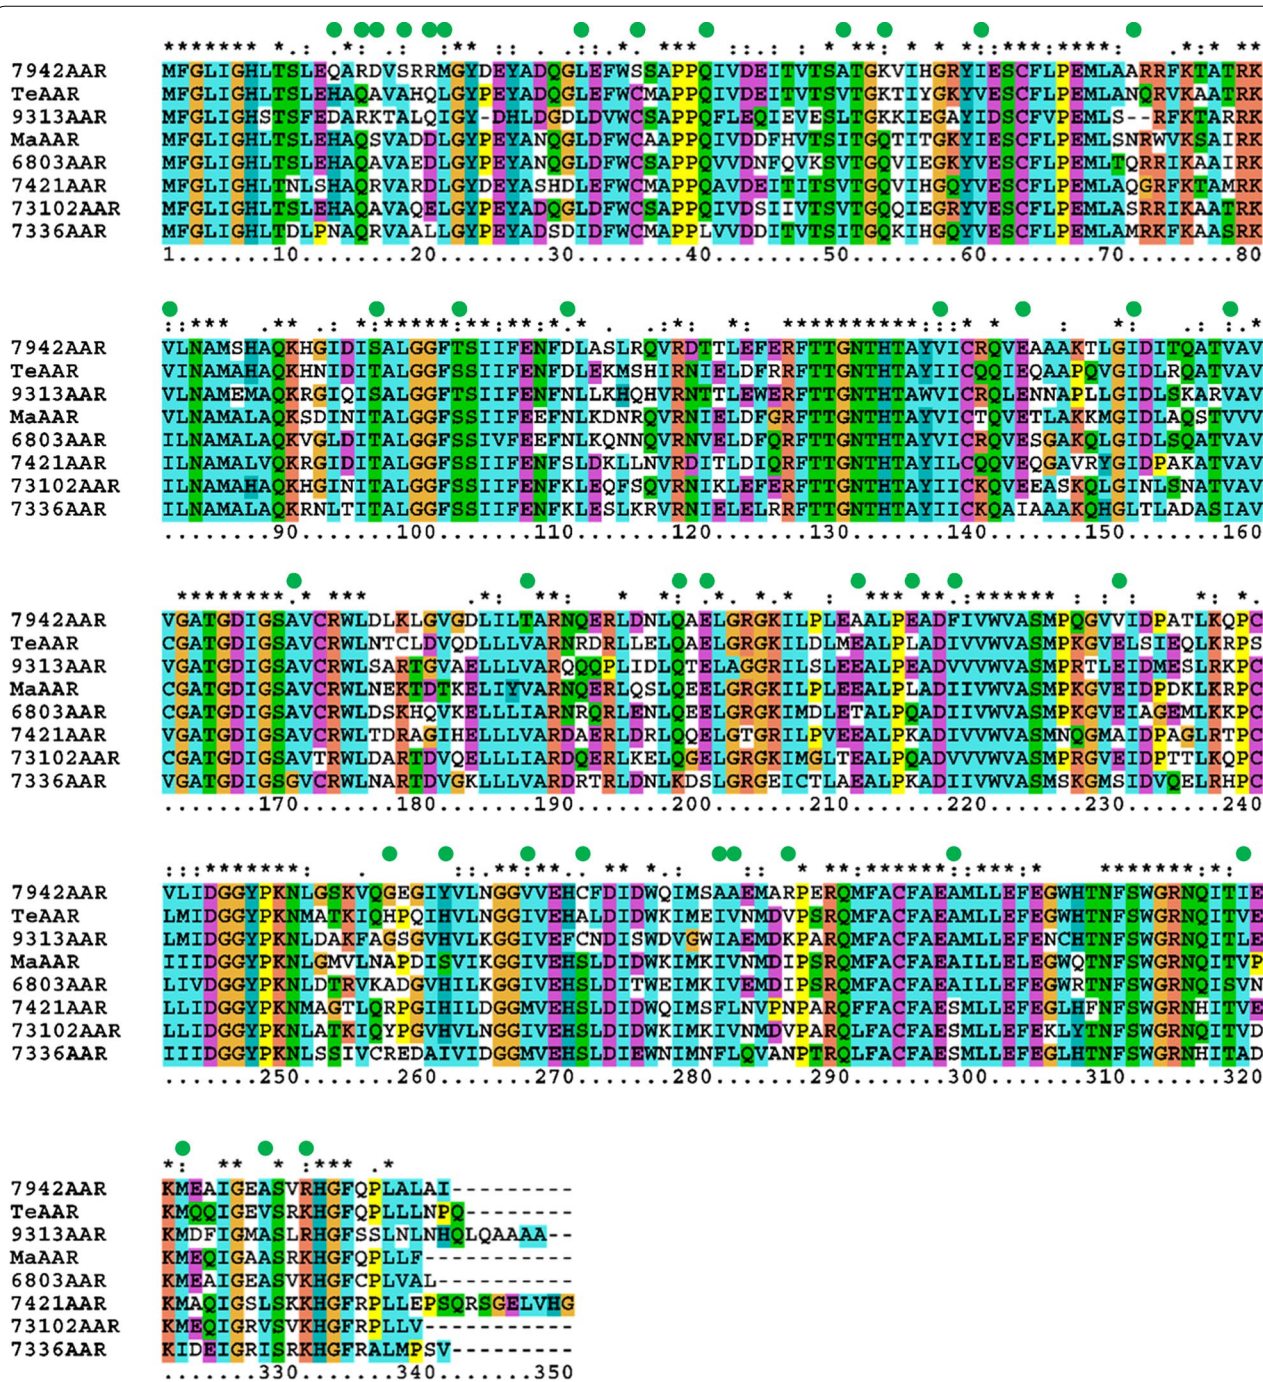 ******* *.:  .*. .  ::** :: . : : .*. ***  ::.:: . :** * *  * :**:****:****   .*:* **
7942AAR MFGLIGHLTSLEQARDVSRRMGYDEYADQGLEFWSSAPPQIVDEITVTSATGKVIHGRYIESCFLPEMLAARRFKTATRK
TeAAR MFGLIGHLTSLEHAQAVAHQLGYPEYADQGLEFWCMAPPQIVDEITVTSVTGKTIYGKYVESCFLPEMLANQRVKAATRK
9313AAR MFGLIGHSTSFEDARKTALQIGY-DHLDGDLDVWCSAPPQFLEQIEVESLTGKKIEGAYIDSCFVPEMLS--RFKTARRK
MaAAR MFGLIGHLTSLEHAQSVADDLGYPEYANQGLDFWCAAPPQIVDDFHVTSITGQTITGKYIESCFLPEMLSNRWVKSAIRK
6803AAR MFGLIGHLTSLEHAQAVAEDLGYPEYANQGLDFWCSAPPQVVDNFQVKSVTGQVIEGKYVESCFLPEMLTQRRIKAAIRK
7421AAR MFGLIGHLTNLSHAQRVARDLGYDEYASHDLEFWCMAPPQAVDEITITSVTGQVIHGQYVESCFLPEMLAQGRFKTAMRK
73102AAR MFGLIGHLTSLEHAQAVAQELGYPEYADQGLDFWCSAPPQIVDSIIVTSVTGQQIEGRYVESCFLPEMLASRRIKAATRK
7336AAR MFGLIGHLTDLPNAQRVAALLGYPEYADSDIDFWCMAPPLVVDDITVTSITGQKIHGQYVESCFLPEMLAMRKFKAASRK
1.......10........20........30........40........50........60........70........80
::***  .** .: *:*****:**:**:*:.  .  .::* *  *: *********** *::* *   :    *:  :. .:.*
7942AAR VLNAMSHAQKHGIDISALGGFTSIIFENFDLASLRQVRDTTLEFERFTTGNTHTAYVICRQVEAAAKTLGIDITQATVAV
TeAAR VINAMAHAQKHNIDITALGGFSSIIFENFDLEKMSHIRNIELDFRRFTTGNTHTAYIICQQIEQAAPQVGIDLRQATVAV
9313AAR VLNAMEMAQKRGIQISALGGFTSIIFENFNLLKHQHVRNTTLEWERFTTGNTHTAWVICRQLENNAPLLGIDLSKARVAV
MaAAR VLNAMALAQKSDINITALGGFSSIIFEEFNLKDNRQVRNIELDFGRFTTGNTHTAYVICTQVETLAKKMGIDLAQSTVVV
6803AAR ILNAMALAQKVGLDITALGGFSSIVFEEFNLKQNNQVRNVELDFQRFTTGNTHTAYVICRQVESGAKQLGIDLSQATVAV
7421AAR ILNAMALVQKRGIDITALGGFSSIIFENFSLDKLLNVRDITLDIQRFTTGNTHTAYILCQQVEQGAVRYGIDPAKATVAV
73102AAR ILNAMAHAQKHGINITALGGFSSIIFENFKLEQFSQVRNIKLEFERFTTGNTHTAYIICKQVEEASKQLGINLSNATVAV
7336AAR ILNAMALAQKRNLTITALGGFSSIIFENFKLESLKRVRNIELELRRFTTGNTHTAYIICKQAIAAAKQHGLTLADASIAV
........90........100.......110.......120.......130.......140.......150.......160
********.**.***        .*:  **.: *  * :*. .*..*:   : ***.**.:*******  : ::   *: *.
7942AAR VGATGDIGSAVCRWLDLKLGVGDLILTARNQERLDNLQAELGRGKILPLEAALPEADFIVWVASMPQGVVIDPATLKQPC
TeAAR CGATGDIGSAVCRWLNTCLDVQDLLLVARNRDRLLELQAELGRGKILDLMEALPLADIVVWVASMPKGVELSIEQLKRPS
9313AAR VGATGDIGSAVCRWLSARTGVAELLLVARQQQPLIDLQTELAGGRILSLEEALPEADVVVWVASMPRTLEIDMESLRKPC
MaAAR CGATGDIGSAVCRWLNEKTDTKELIYVARNQERLQSLQEELGRGKILPLEEALPLADIIVWVASMPKGVEIDPDKLKRPC
6803AAR CGATGDIGSAVCRWLDSKHQVKELLLIARNRQRLENLQEELGRGKIMDLETALPQADIIVWVASMPKGVEIAGEMLKKPC
7421AAR VGATGDIGSAVCRWLTDRAGIHELLLVARDAERLDRLQQELGTGRILPVEEALPKADIIVWVASMNQGMAIDPAGLRTPC
73102AAR CGATGDIGSAVTRWLDARTDVQELLLIARDQERLKELQGELGRGKIMGLTEALPQADVVVWVASMPRGVEIDPTTLKQPC
7336AAR VGATGDIGSGVCRWLNARTDVGKLLLVARDRTRLDNLKDSLGRGEICTLAEALPKADIIVWVASMSKGMSIDVQELRHPC
........170.......180.......190.......200.......210.......220.......230.......240
:::*******:          :*: **:**. ** *. : ::  *  **:******:***:*    *******:*:
7942AAR VLIDGGYPKNLGSKVQGEGIYVLNGGVVEHCFDIDWQIMSAAEMARPERQMFACFAEAMLLEFEGWHTNFSWGRNQITIE
TeAAR LMIDGGYPKNMATKIQHPQIHVLNGGIVEHALDIDWKIMEIVNMDVPSRQMFACFAEAMLLEFEGWHTNFSWGRNQITVE
9313AAR LMIDGGYPKNLDAKFAGSGVHVLKGGIVEFCNDISWDVGWIAEMDKPARQMFACFAEAMLLEFENCHTNFSWGRNQITLE
MaAAR IIIDGGYPKNLGMVLNAPDISVIKGGIVEHSLDIDWKIMKIVNMDIPSRQMFACFAEAILLELEGWQTNFSWGRNQITVP
6803AAR LIVDGGYPKNLDTRVKADGVHILKGGIVEHSLDITWEIMKIVEMDIPSRQMFACFAEAILLEFEGWRTNFSWGRNQISVN
7421AAR LLIDGGYPKNMAGTLQRPGIHILDGGMVEHSLDIDWQIMSFLNVPNPARQFFACFAESMLLEFEGLHFNFSWGRNHITVE
73102AAR LLIDGGYPKNLATKIQYPGVHVLNGGIVEHSLDIDWKIMKIVNMDVPARQLFACFAESMLLEFEKLYTNFSWGRNQITVD
7336AAR IIIDGGYPKNLSSIVCREDAIVIDGGMVEHSLDIEWNIMNFLQVANPTRQLFACFAESMLLEFEGLHTNFSWGRNHITAD
........250.......260.......270.......280.......290.......300.......310.......320
*:  **  * :*** .*
7942AAR KMEAIGEASVRHGFQPLALAI---------
TeAAR KMQQIGEVSRKHGFQPLLLNPQ--------
9313AAR KMDFIGMASLRHGFSSLNLNHQLQAAAA--
MaAAR KMEQIGAASRKHGFQPLLF-----------
6803AAR KMEAIGEASVKHGFCPLVAL----------
7421AAR KMAQIGSLSKKHGFRPLLEPSQRSGELVHG
73102AAR KMEQIGRVSVKHGFRPLLV-----------
7336AAR KIDEIGRISRKHGFRALMPSV---------
........330.......340.......350